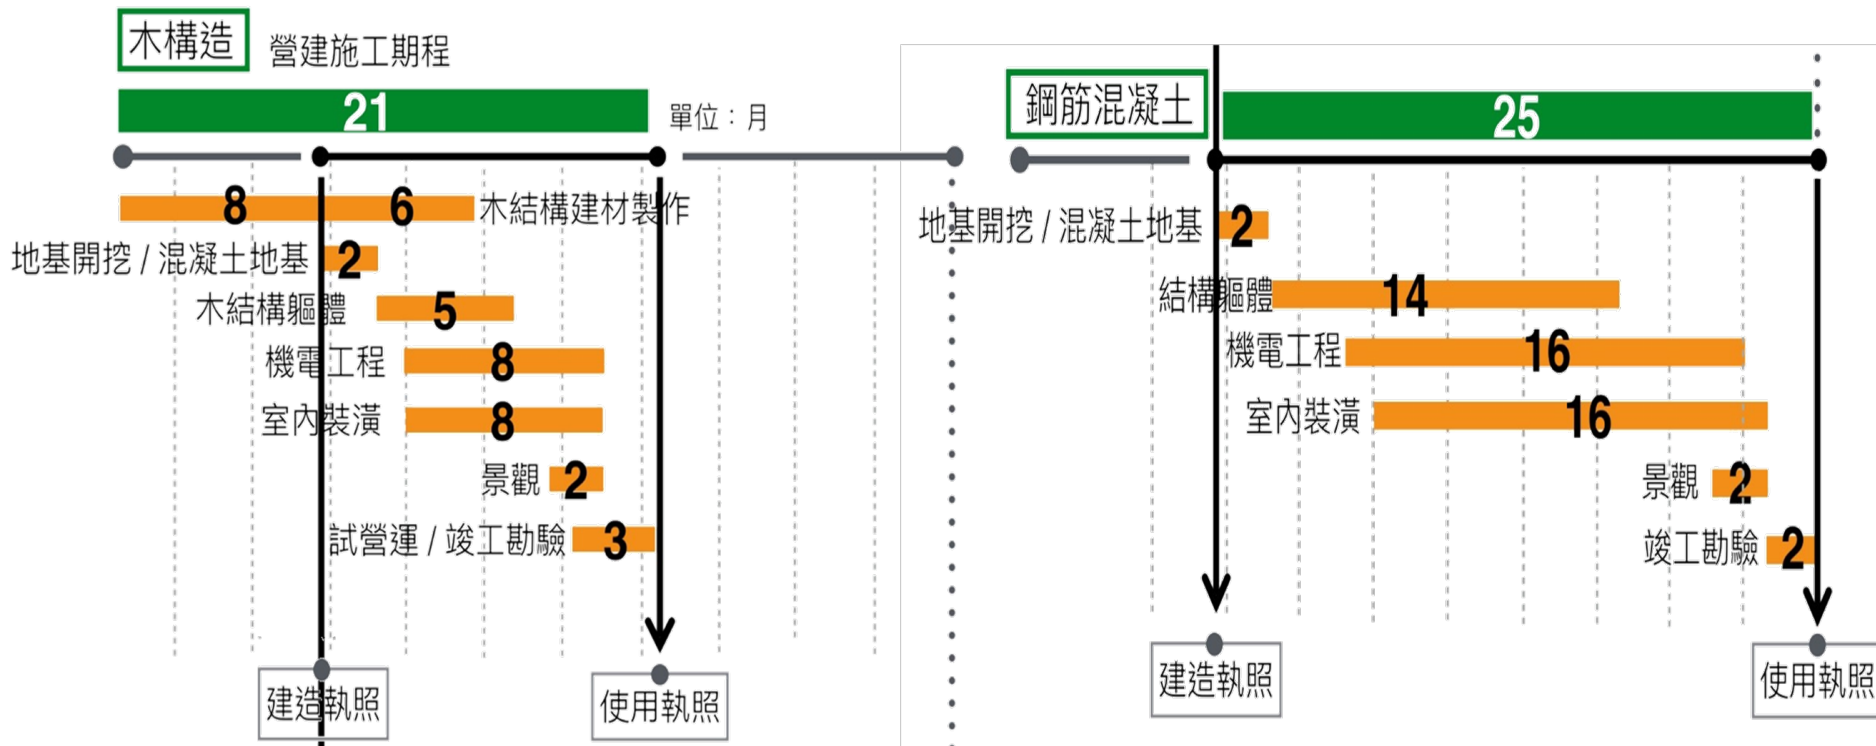 木構造
營建施工期程
21
單位：月
8
6
木結構建材製作
地基開挖 / 混凝土地基
2
木結構軀體
5
機電工程
8
室內裝潢
8
景觀
2
試營運 / 竣工勘驗
3
建造執照
使用執照
鋼筋混凝土
25
地基開挖 / 混凝土地基
2
結構軀體
14
機電工程
16
室內裝潢
16
景觀
2
竣工勘驗
2
建造執照
使用執照